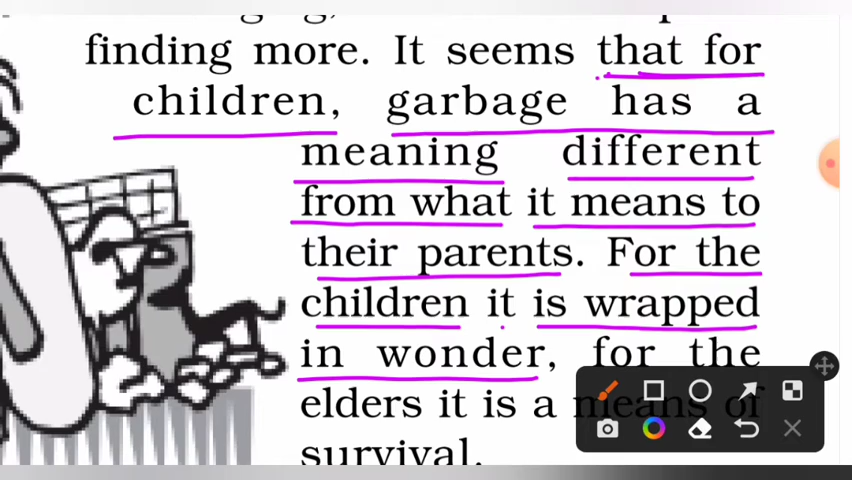 finding more. It seems that for
children, garbage has a
meaning different
from what it means to
their parents. For the
children it is wrapped
in wonder, for the
elders it is a means of
survival.